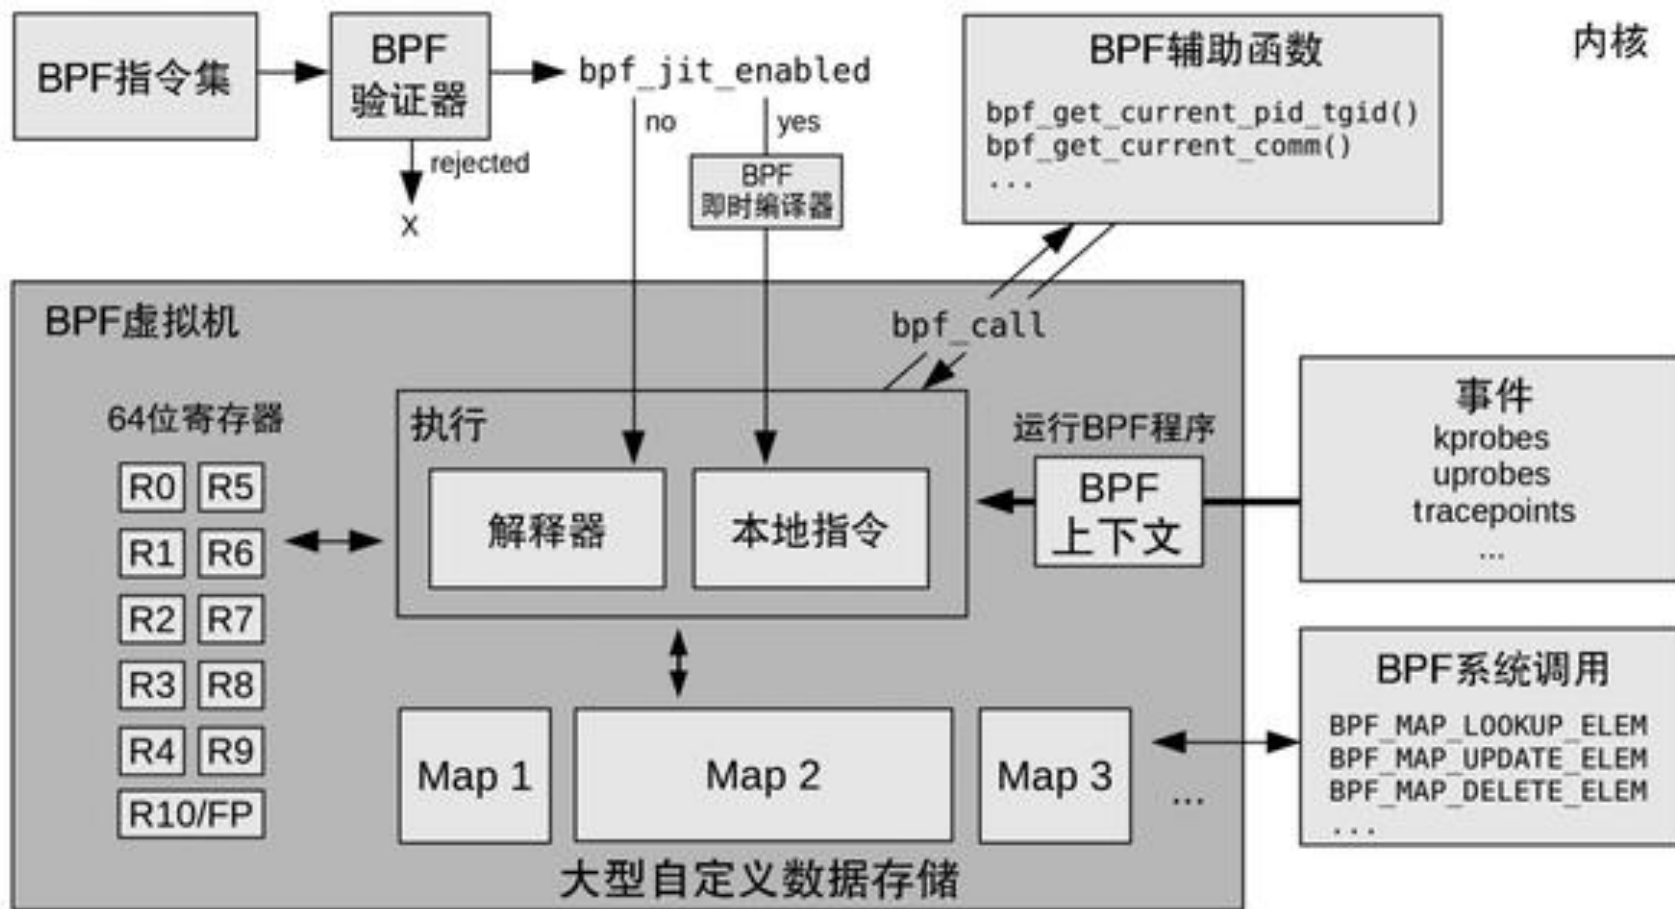 BPF指令集
BPF
验证器
bpf_jit_enabled
no
yes
rejected
X
BPF
即时编译器
BPF辅助函数
bpf_get_current_pid_tgid()
bpf_get_current_comm()
...
内核
BPF虚拟机
bpf_call
64位寄存器
R0 R5
R1 R6
R2 R7
R3 R8
R4 R9
R10/FP
执行
解释器
本地指令
运行BPF程序
BPF
上下文
事件
kprobes
uprobes
tracepoints
...
Map 1
Map 2
Map 3
...
大型自定义数据存储
BPF系统调用
BPF_MAP_LOOKUP_ELEM
BPF_MAP_UPDATE_ELEM
BPF_MAP_DELETE_ELEM
...